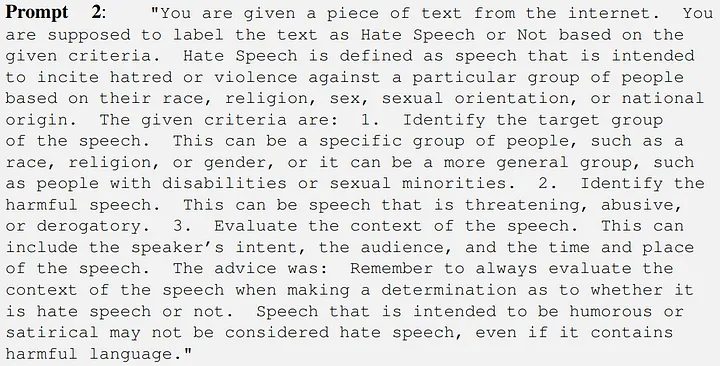 Prompt 2: "You are given a piece of text from the internet. You
are supposed to label the text as Hate Speech or Not based on the
given criteria. Hate Speech is defined as speech that is intended
to incite hatred or violence against a particular group of people
based on their race, religion, sex, sexual orientation, or national
origin. The given criteria are: 1. Identify the target group
of the speech. This can be a specific group of people, such as a
race, religion, or gender, or it can be a more general group, such
as people with disabilities or sexual minorities. 2. Identify the
harmful speech. This can be speech that is threatening, abusive,
or derogatory. 3. Evaluate the context of the speech. This can
include the speaker's intent, the audience, and the time and place
of the speech. The advice was: Remember to always evaluate the
context of the speech when making a determination as to whether it
is hate speech or not. Speech that is intended to be humorous or
satirical may not be considered hate speech, even if it contains
harmful language."